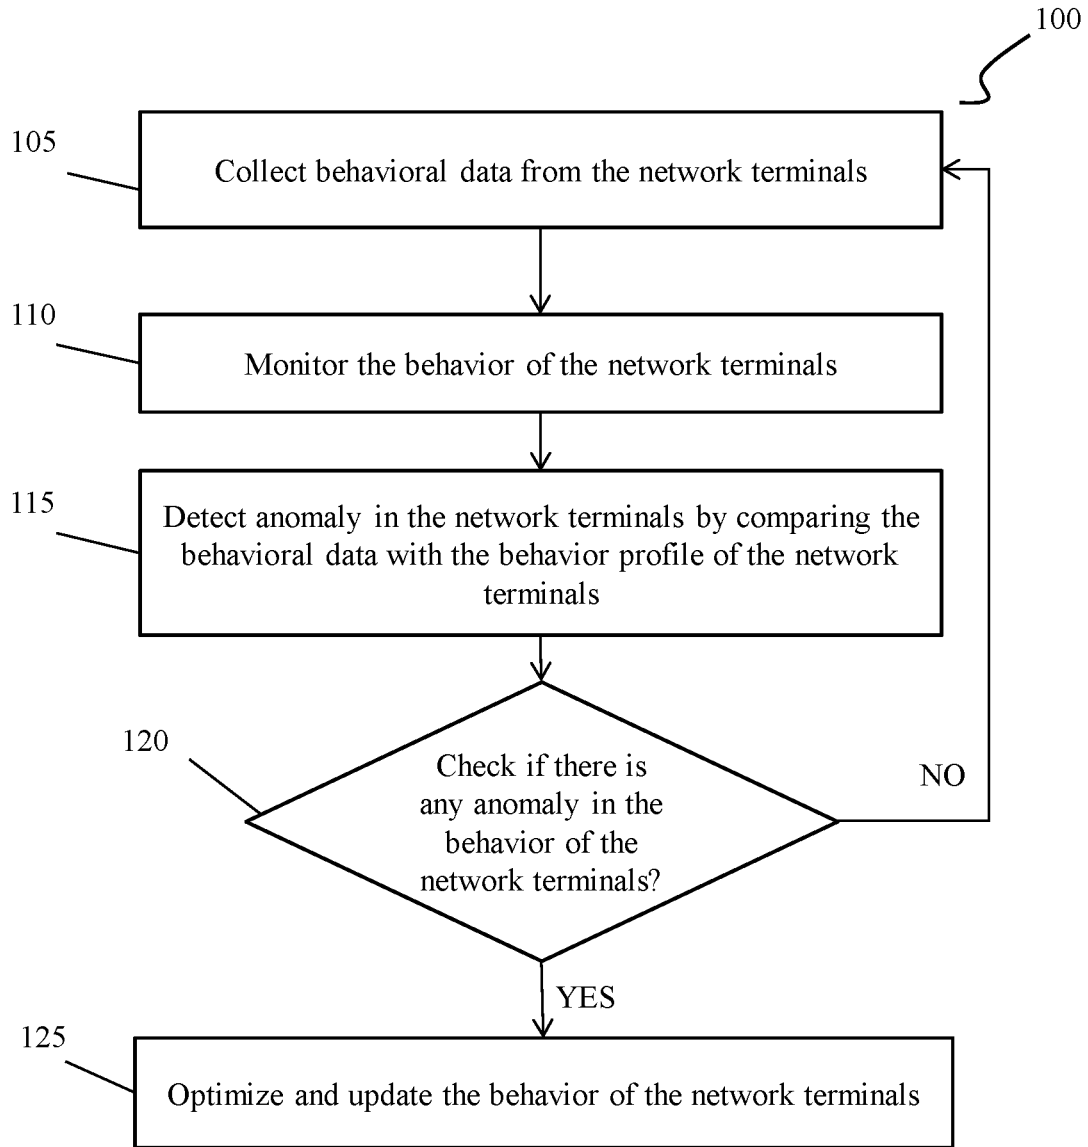 100
105
Collect behavioral data from the network terminals
110
Monitor the behavior of the network terminals
115
Detect anomaly in the network terminals by comparing the
behavioral data with the behavior profile of the network
terminals
120
Check if there is
any anomaly in the
behavior of the
network terminals?
NO
YES
125
Optimize and update the behavior of the network terminals